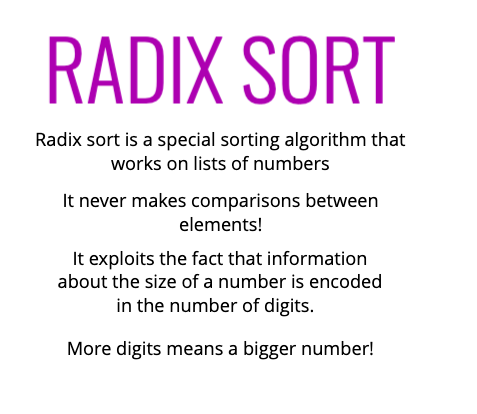 RADIX SORT
Radix sort is a special sorting algorithm that
works on lists of numbers
It never makes comparisons between
elements!
It exploits the fact that information
about the size of a number is encoded
in the number of digits.
More digits means a bigger number!